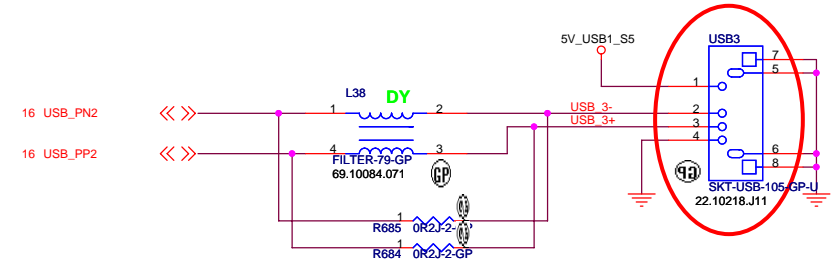 5V_USB1_S5
USB3
7
5
1
L38
DY
16 USB_PN2
1
2
USB_3-
2
USB_3+
3
4
16 USB_PP2
4
3
6
8
FILTER-79-GP
69.10084.071
GP
GP
SKT-USB-105-GP-U
22.10218.J11
1
R685
0R2J-2-
1
R684
0R2J-2-GP